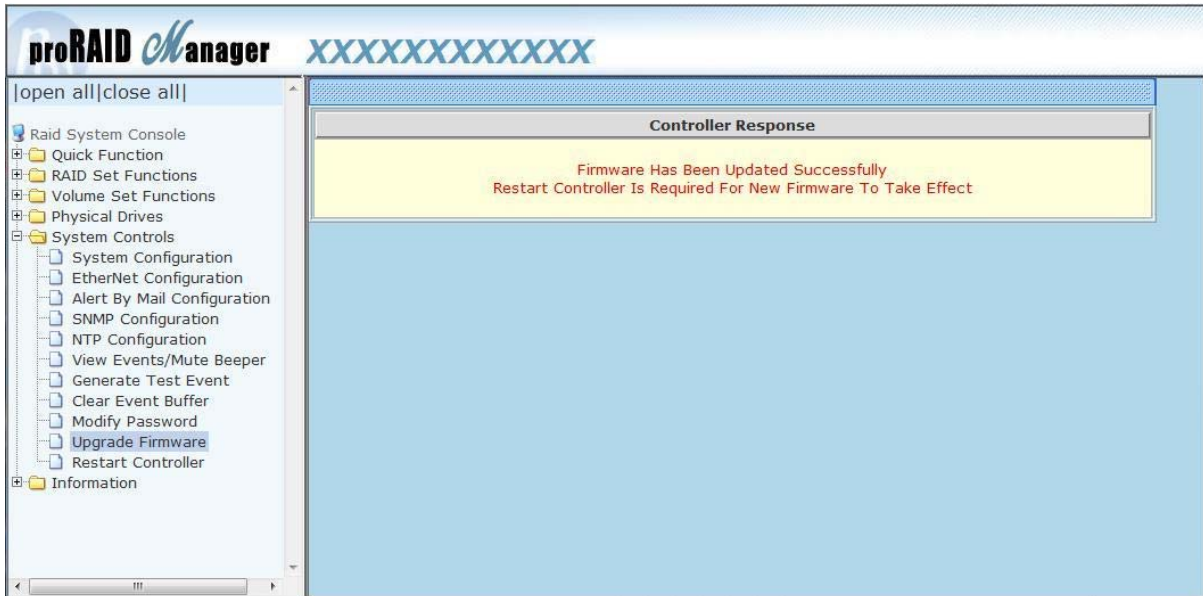 proRAID Manager XXXXXXXXXXXX
|open all|close all|
Raid System Console
Quick Function
RAID Set Functions
Volume Set Functions
Physical Drives
System Controls
System Configuration
EtherNet Configuration
Alert By Mail Configuration
SNMP Configuration
NTP Configuration
View Events/Mute Beeper
Generate Test Event
Clear Event Buffer
Modify Password
Upgrade Firmware
Restart Controller
Information
Controller Response
Firmware Has Been Updated Successfully
Restart Controller Is Required For New Firmware To Take Effect